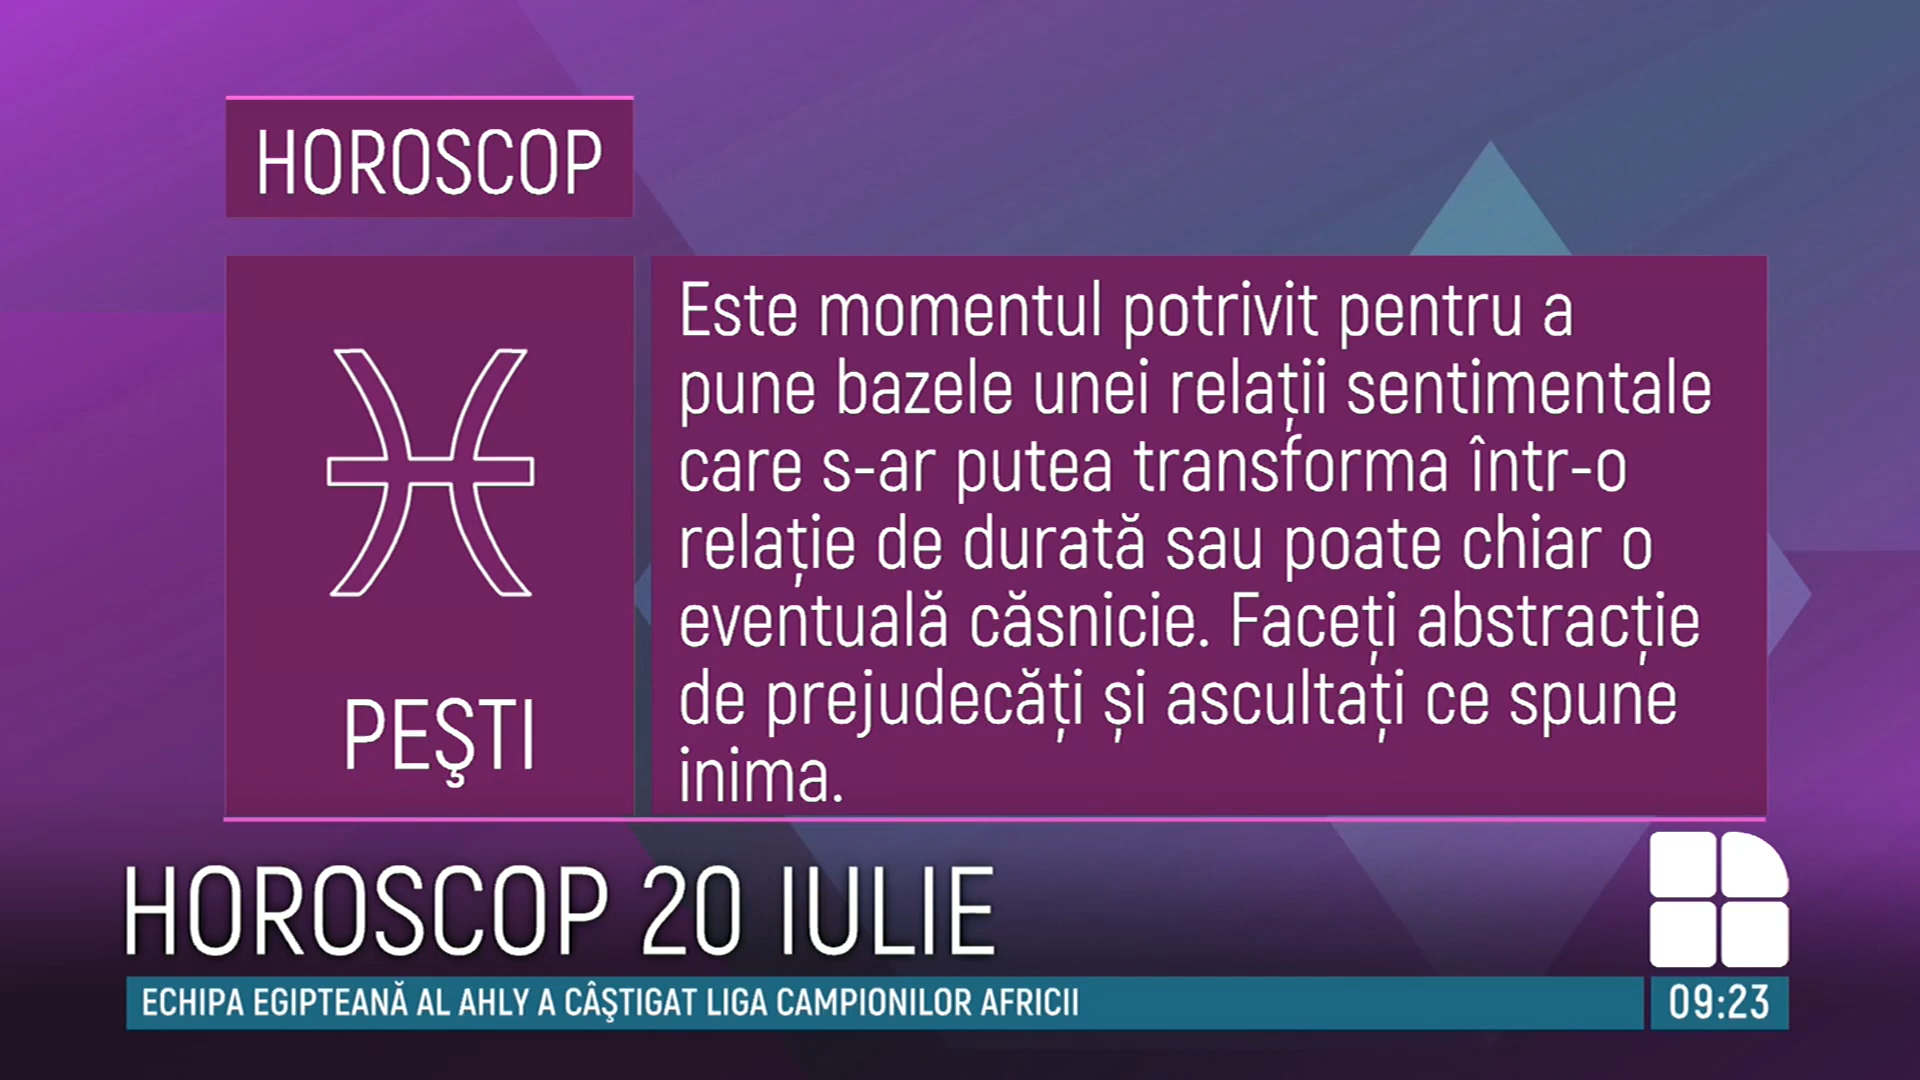 HOROSCOP
Este momentul potrivit pentru a
pune bazele unei relații sentimentale
care s-ar putea transforma într-o
relație de durată sau poate chiar o
eventuală căsnicie. Faceți abstracție
de prejudecăți și ascultați ce spune
inima.
PEŞTI
HOROSCOP 20 IULIE
ECHIPA EGIPTEANĂ AL AHLY A CÂŞTIGAT LIGA CAMPIONILOR AFRICII
09:23